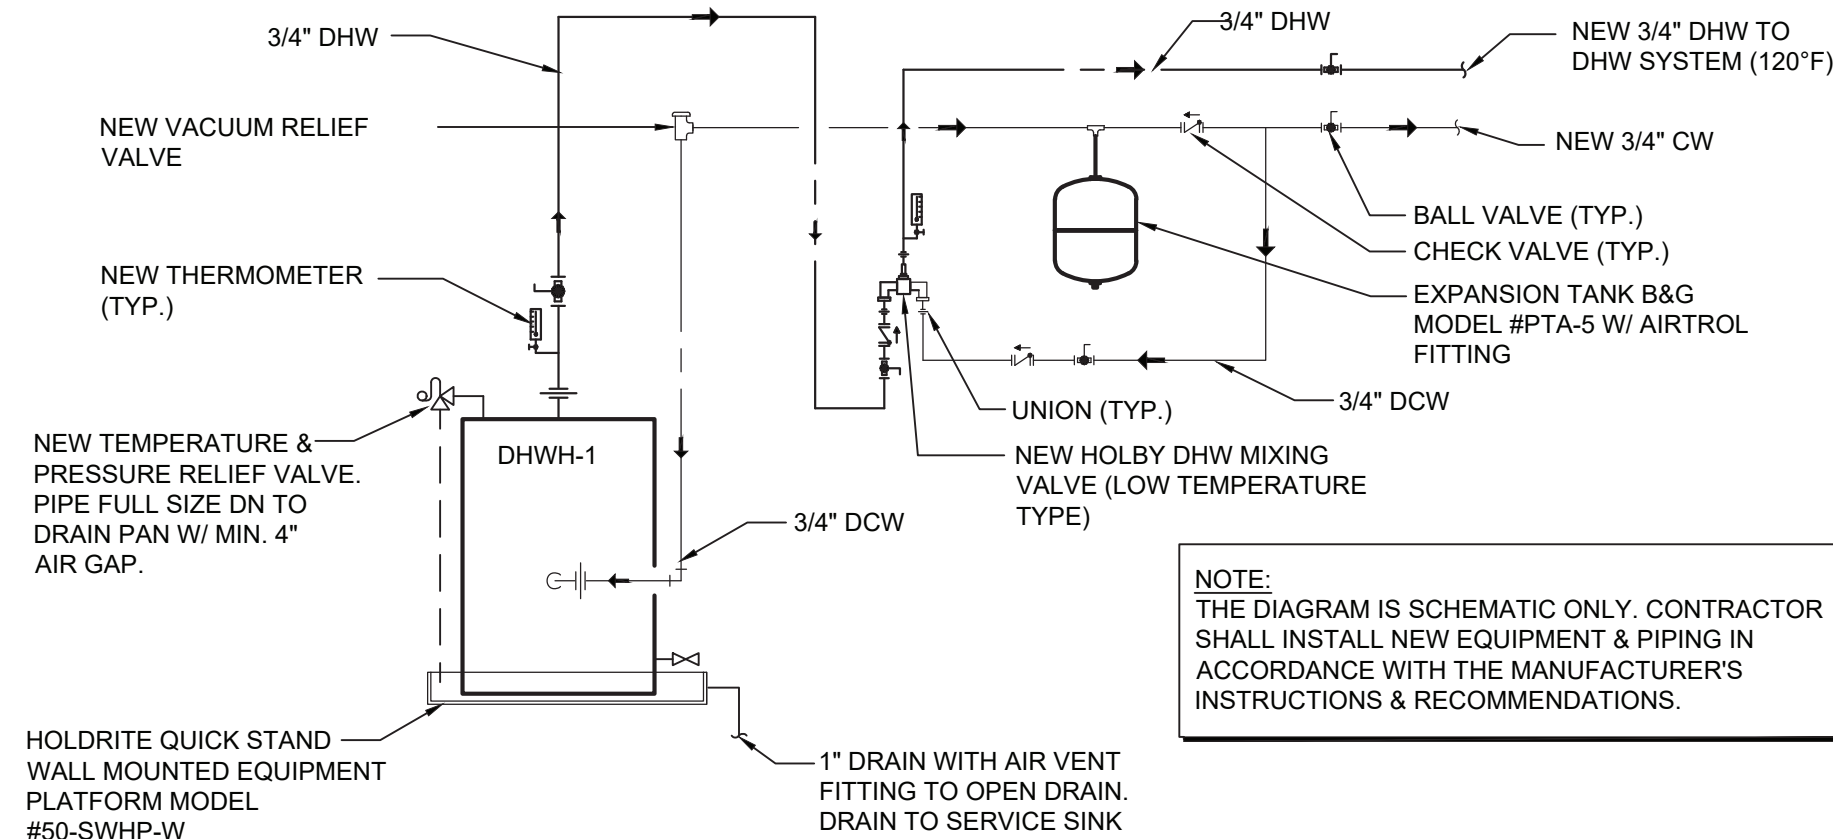 3/4" DHW
3/4" DHW
NEW 3/4" DHW TO
DHW SYSTEM (120°F)
NEW VACUUM RELIEF
VALVE
NEW 3/4" CW
BALL VALVE (TYP.)
CHECK VALVE (TYP.)
NEW THERMOMETER
(TYP.)
EXPANSION TANK B&G
MODEL #PTA-5 W/ AIRTROL
FITTING
3/4" DCW
UNION (TYP.)
NEW TEMPERATURE &
PRESSURE RELIEF VALVE.
PIPE FULL SIZE DN TO
DRAIN PAN W/ MIN. 4"
AIR GAP.
DHWH-1
NEW HOLBY DHW MIXING
VALVE (LOW TEMPERATURE
TYPE)
3/4" DCW
NOTE:
THE DIAGRAM IS SCHEMATIC ONLY. CONTRACTOR
SHALL INSTALL NEW EQUIPMENT & PIPING IN
ACCORDANCE WITH THE MANUFACTURER'S
INSTRUCTIONS & RECOMMENDATIONS.
HOLDRITE QUICK STAND
WALL MOUNTED EQUIPMENT
PLATFORM MODEL
#50-SWHP-W
1" DRAIN WITH AIR VENT
FITTING TO OPEN DRAIN.
DRAIN TO SERVICE SINK